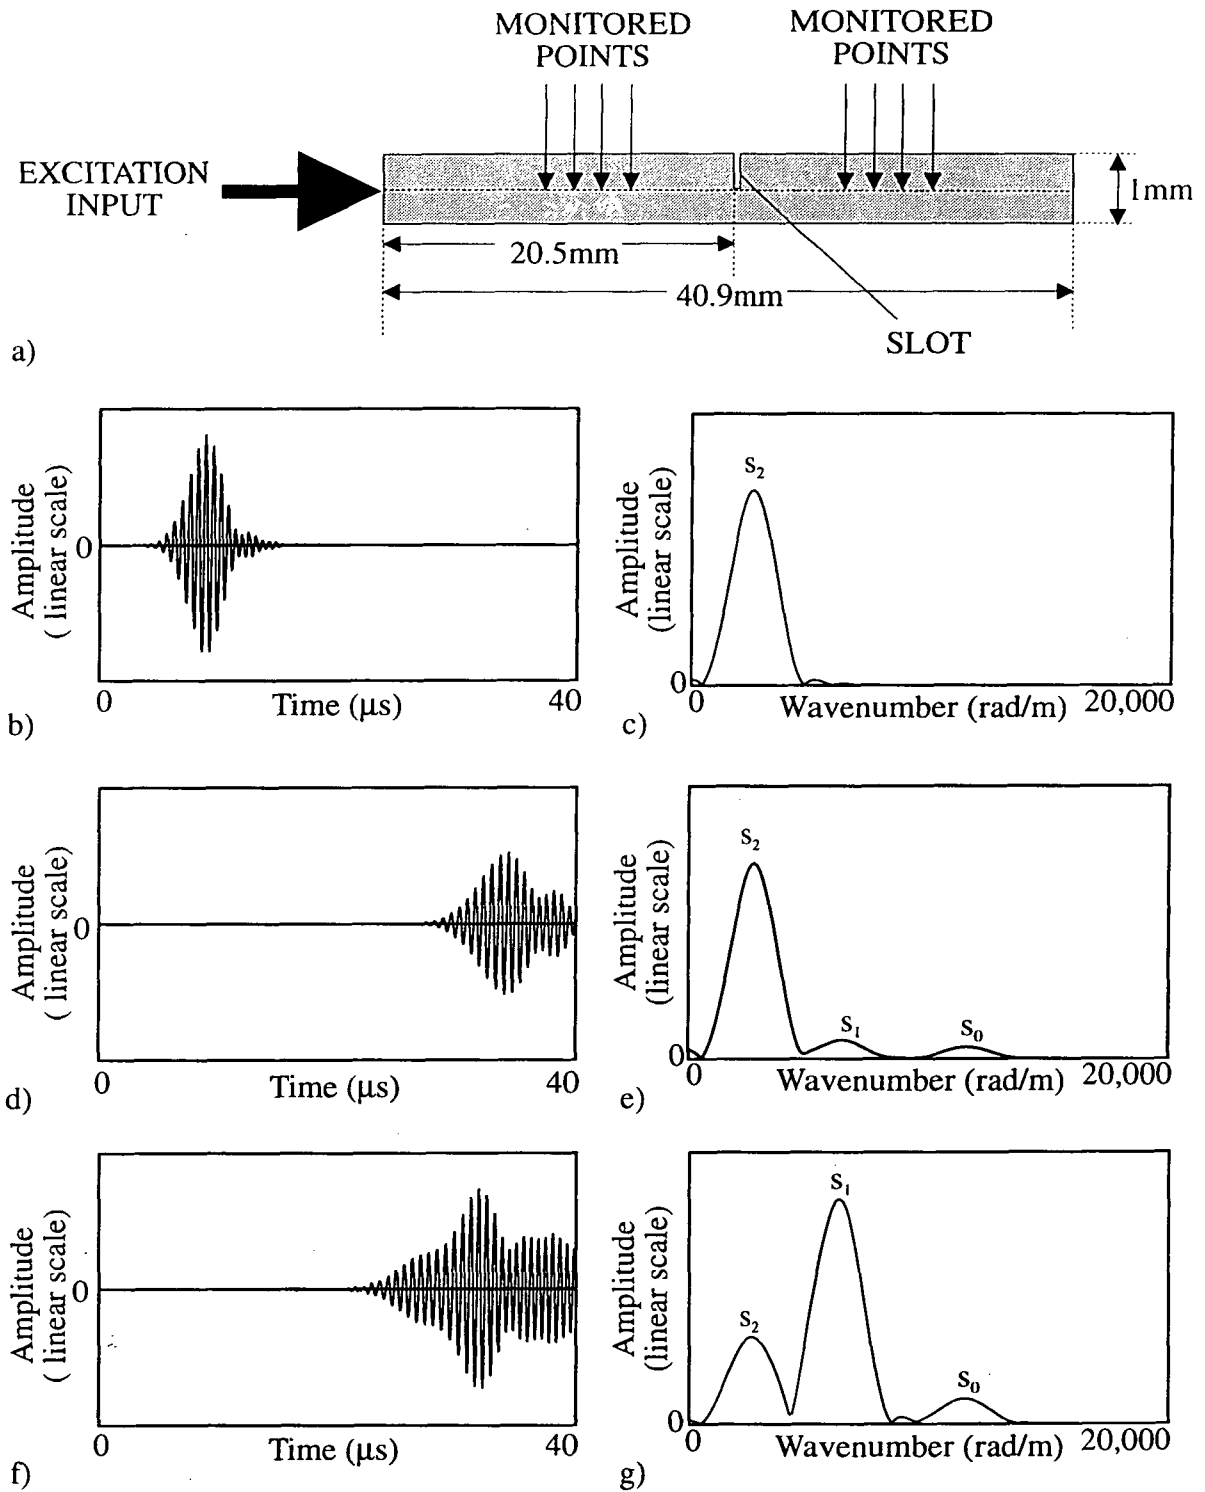 MONITORED
POINTS
MONITORED
POINTS
EXCITATION
INPUT
1mm
20.5mm
40.9mm
SLOT
a)
Amplitude
( linear scale)
0
0
Time (μs)
40
b)
S2
Amplitude
(linear scale)
0
0
Wavenumber (rad/m)
20,000
c)
Amplitude
( linear scale)
0
0
Time (μs)
40
d)
S2
S1
S0
Amplitude
(linear scale)
0
0
Wavenumber (rad/m)
20,000
e)
Amplitude
( linear scale)
0
0
Time (μs)
40
f)
S1
S2
S0
Amplitude
(linear scale)
0
0
Wavenumber (rad/m)
20,000
g)